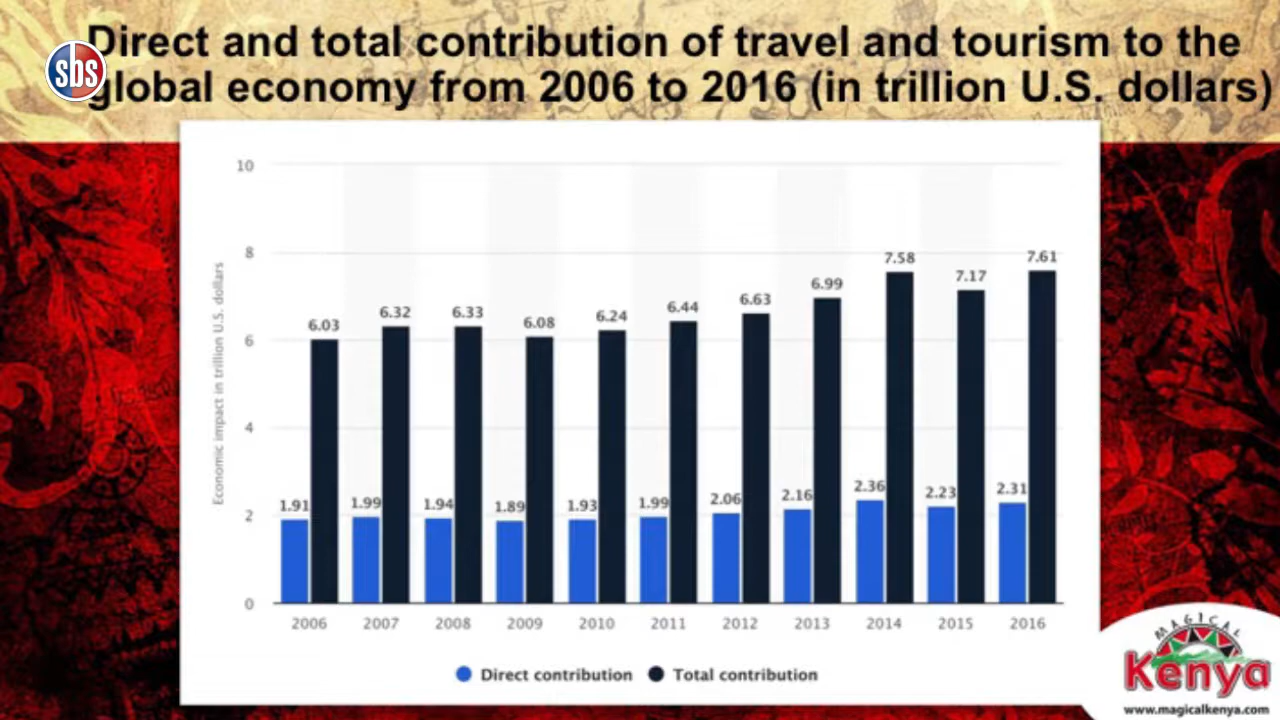 Direct and total contribution of travel and tourism to the
global economy from 2006 to 2016 (in trillion U.S. dollars)
sbs
Economic impact in trillion U.S. dollars
10
8
6
4
2
0
6.03 6.32 6.33 6.08 6.24 6.44 6.63 6.99 7.58 7.17 7.61
1.91 1.99 1.94 1.89 1.93 1.99 2.06 2.16 2.36 2.23 2.31
2006 2007 2008 2009 2010 2011 2012 2013 2014 2015 2016
Direct contribution Total contribution
MAGICAL
Kenya
www.magicalkenya.com